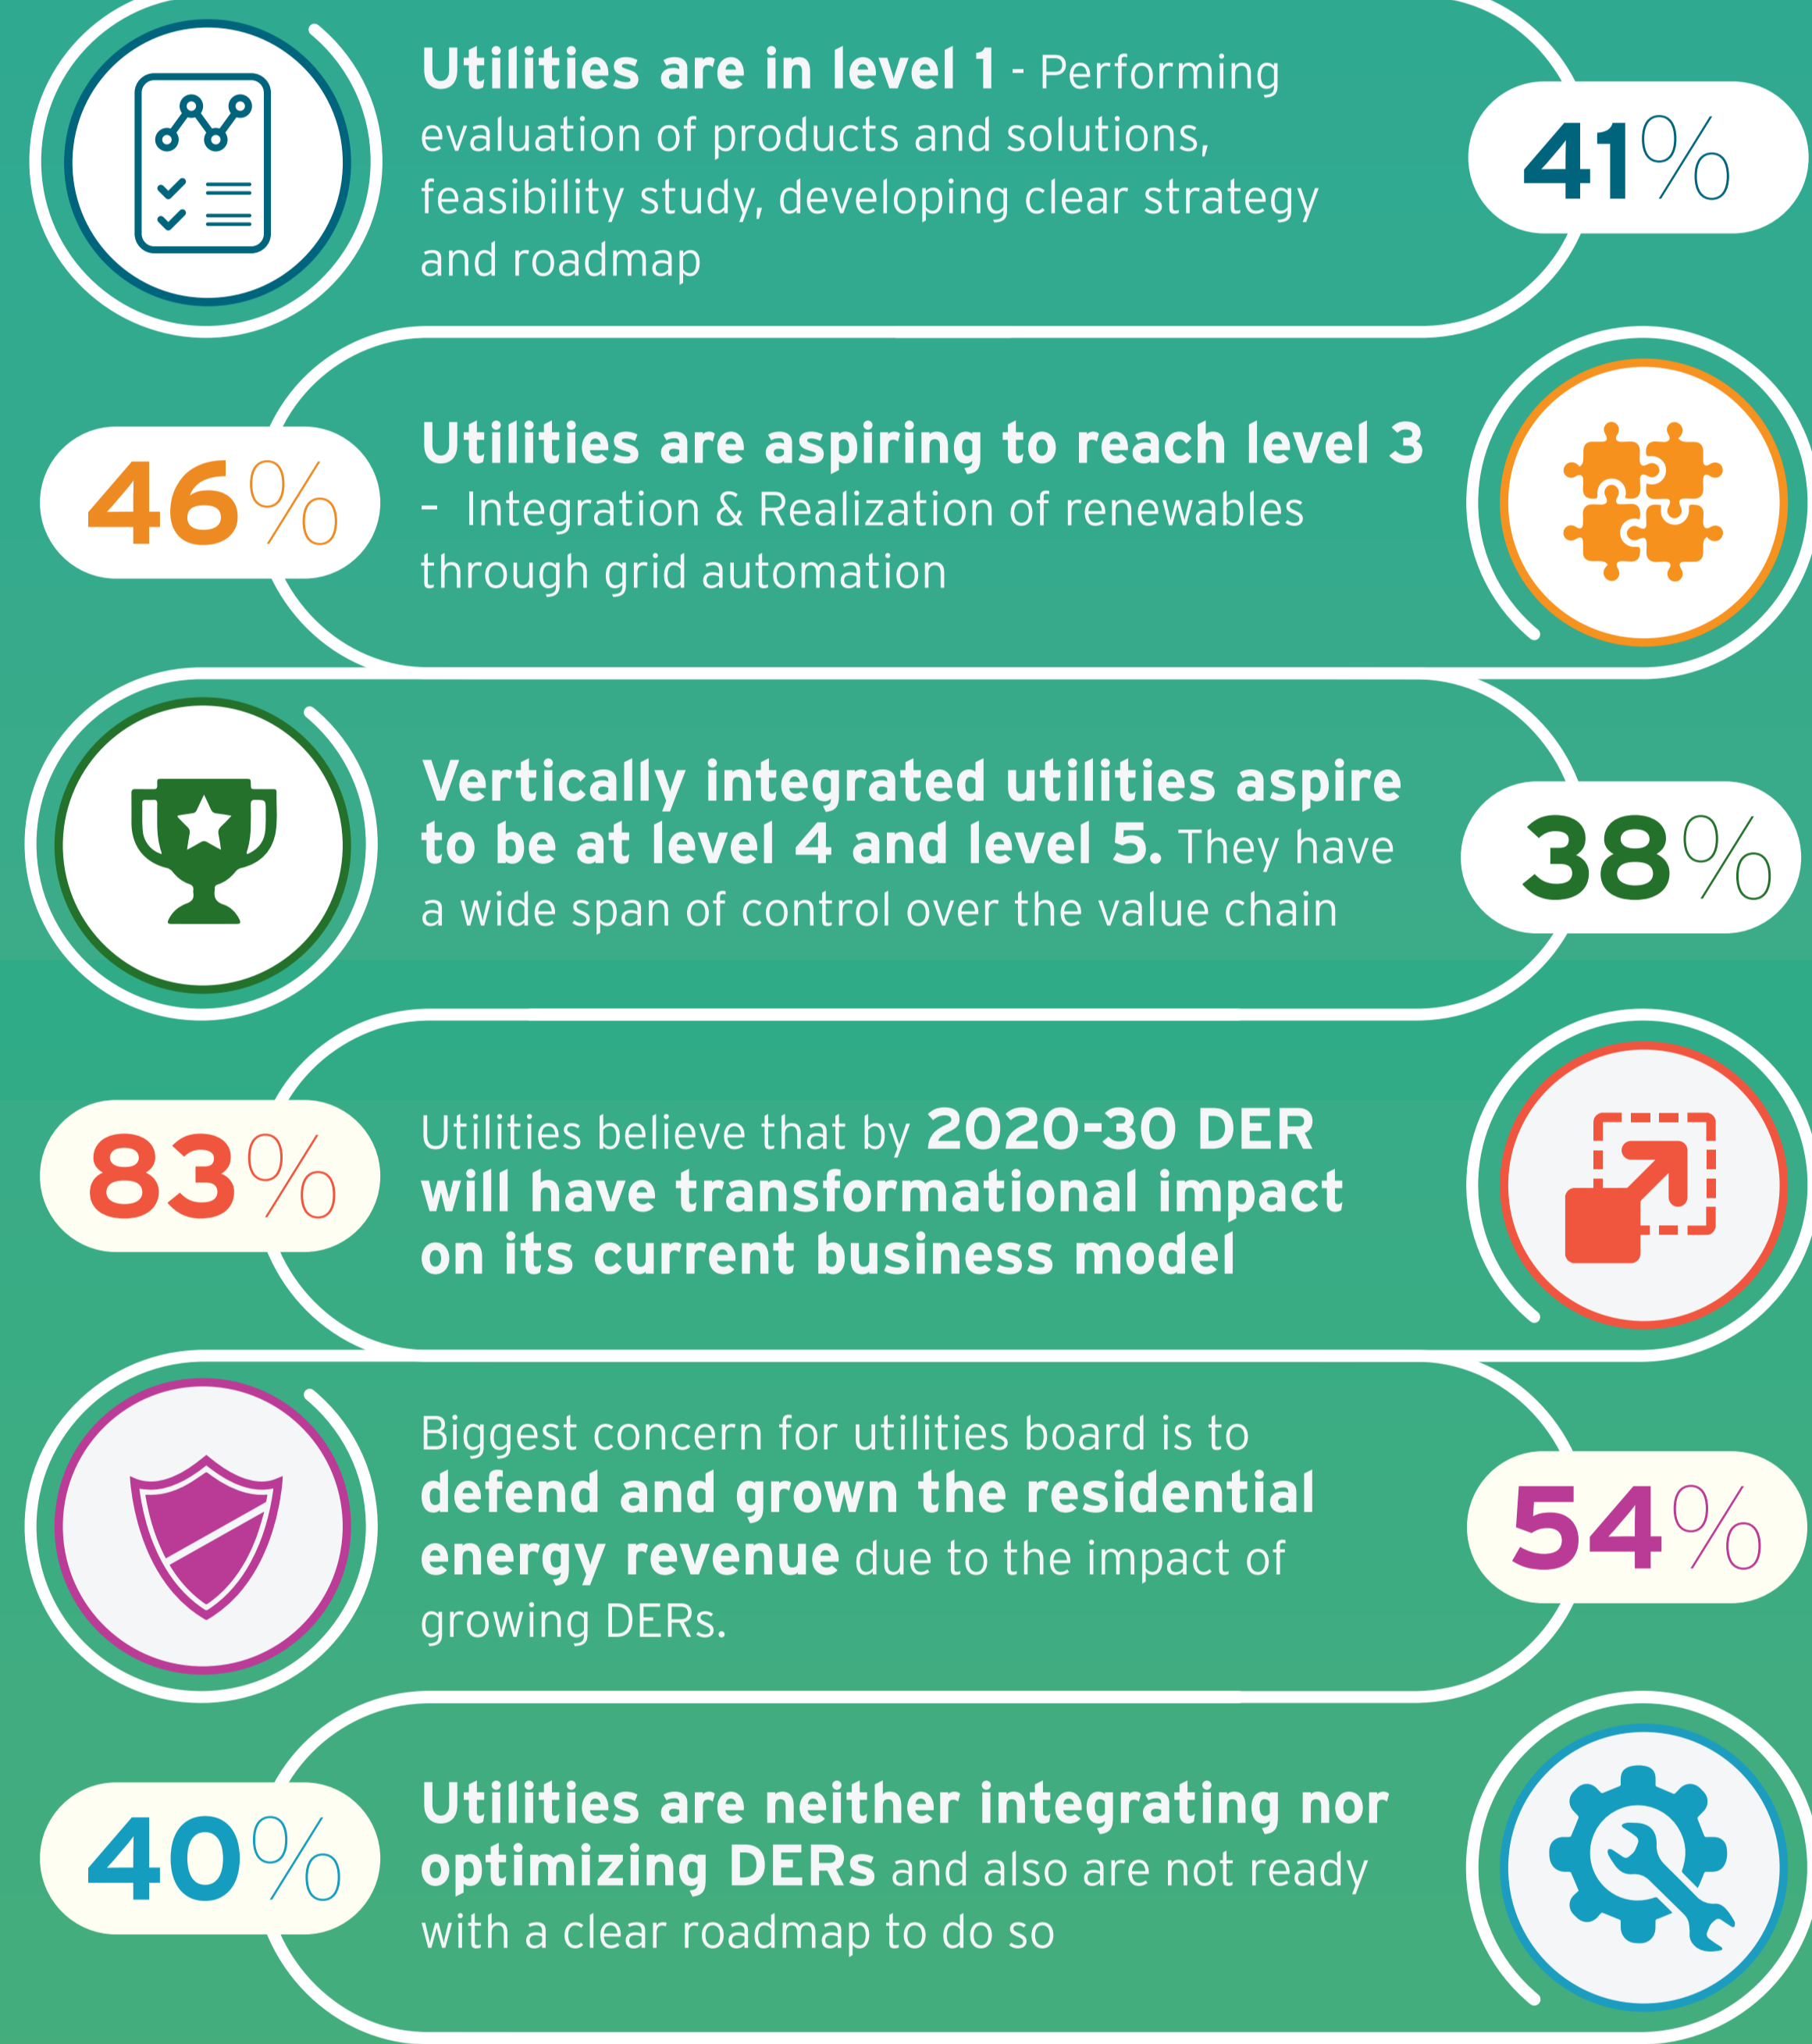 Utilities are in level 1 - Performing
evaluation of products and solutions,
feasibility study, developing clear strategy
and roadmap
41%
46%
Utilities are aspiring to reach level 3
- Integration & Realization of renewables
through grid automation
Vertically integrated utilities aspire
to be at level 4 and level 5. They have
a wide span of control over the value chain
38%
83%
Utilities believe that by 2020-30 DER
will have transformational impact
on its current business model
Biggest concern for utilities board is to
defend and grown the residential
energy revenue due to the impact of
growing DERs.
54%
40%
Utilities are neither integrating nor
optimizing DERs and also are not ready
with a clear roadmap to do so